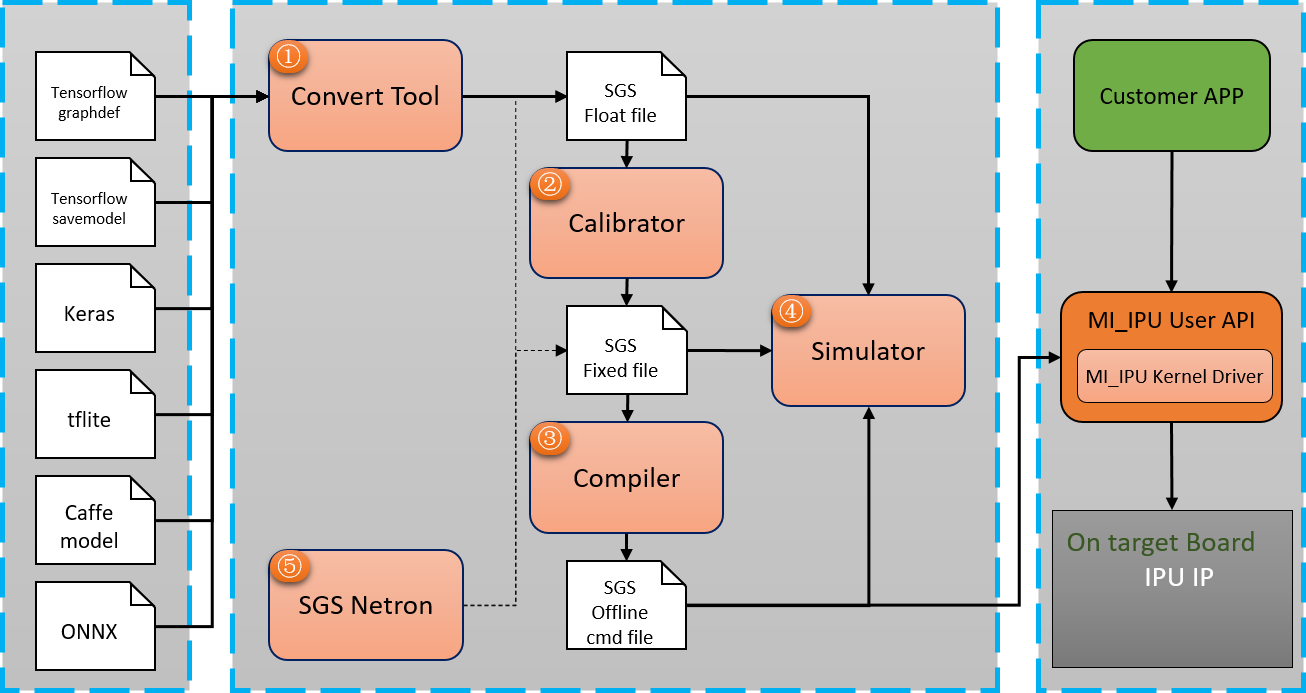 Tensorflow
graphdef
Tensorflow
savemodel
Keras
tflite
Caffe
model
ONNX
①
Convert Tool
SGS
Float file
②
Calibrator
SGS
Fixed file
③
Compiler
④
Simulator
⑤
SGS Netron
SGS
Offline
cmd file
Customer APP
MI_IPU User API
MI_IPU Kernel Driver
On target Board
IPU IP